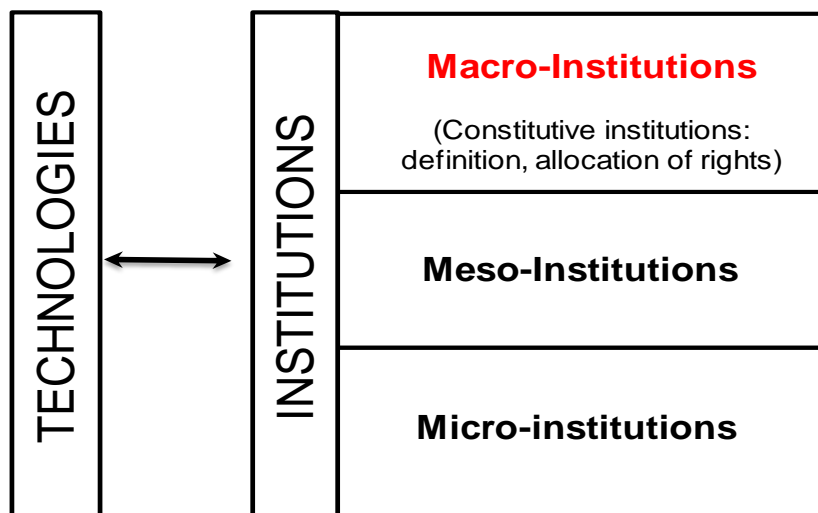 TECHNOLOGIES
INSTITUTIONS
Macro-Institutions
(Constitutive institutions:
definition, allocation of rights)
Meso-Institutions
Micro-institutions